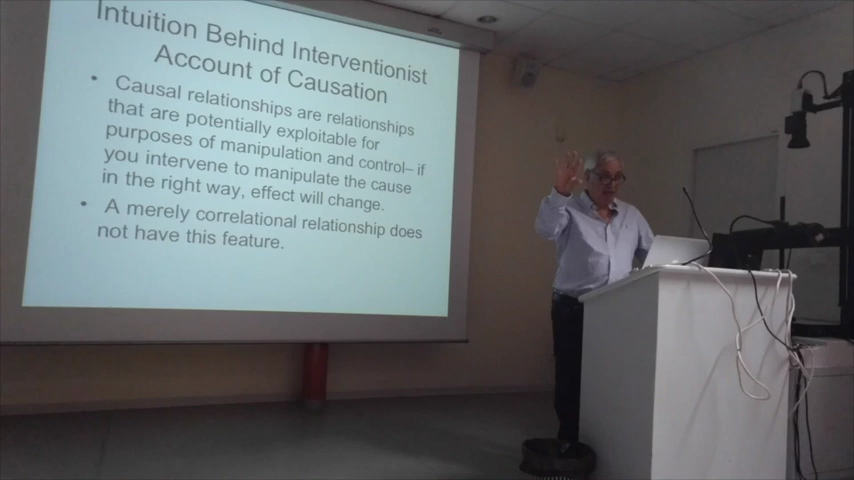 Intuition Behind Interventionist
Account of Causation
• Causal relationships are relationships
that are potentially exploitable for
purposes of manipulation and control– if
you intervene to manipulate the cause
in the right way, effect will change.
• A merely correlational relationship does
not have this feature.